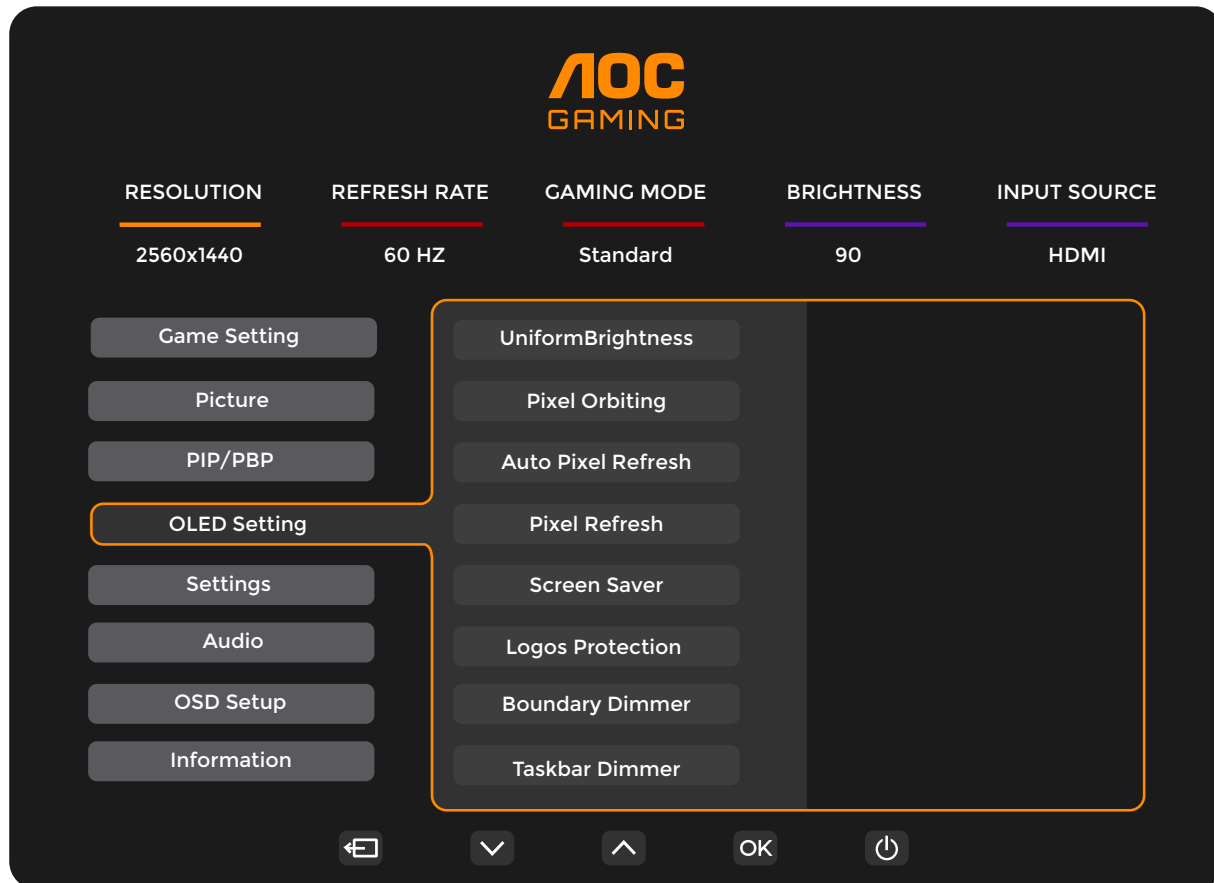 AOC
GAMING
RESOLUTION REFRESH RATE GAMING MODE BRIGHTNESS INPUT SOURCE
2560x1440 60 HZ Standard 90 HDMI
Game Setting UniformBrightness
Picture Pixel Orbiting
PIP/PBP Auto Pixel Refresh
OLED Setting Pixel Refresh
Settings Screen Saver
Audio Logos Protection
OSD Setup Boundary Dimmer
Information Taskbar Dimmer
OK